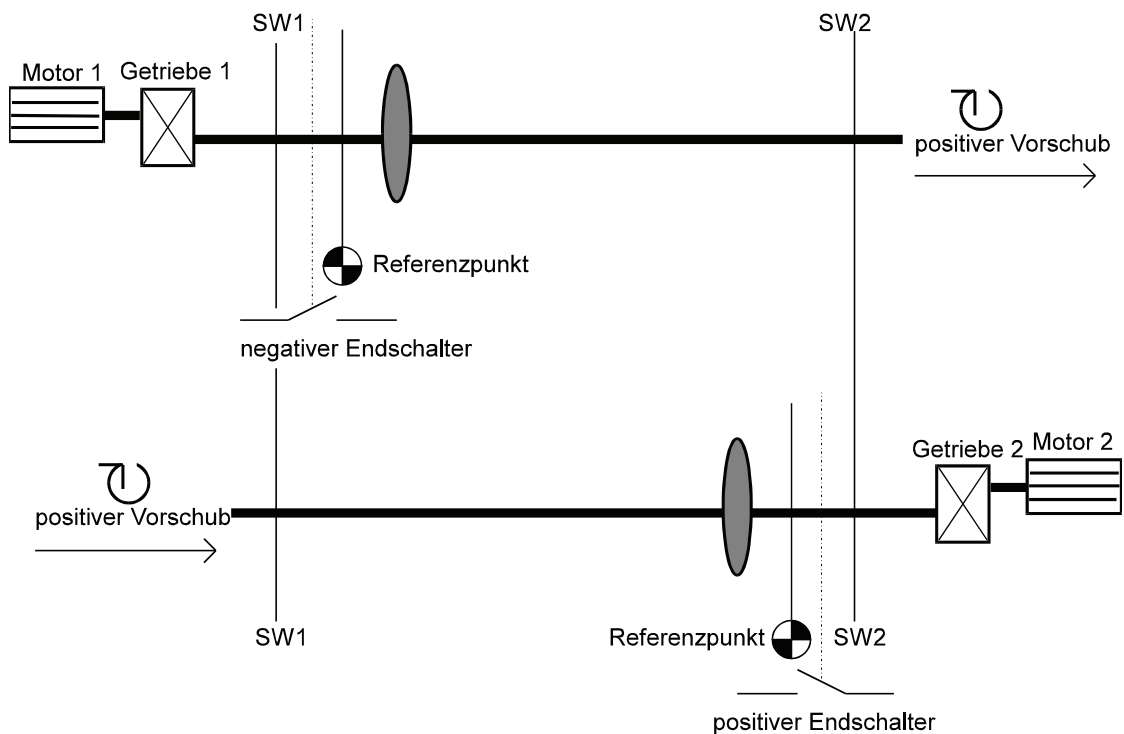 SW1
SW2
Motor 1
Getriebe 1
positiver Vorschub
Referenzpunkt
negativer Endschalter
Getriebe 2
Motor 2
positiver Vorschub
SW1
Referenzpunkt
SW2
positiver Endschalter